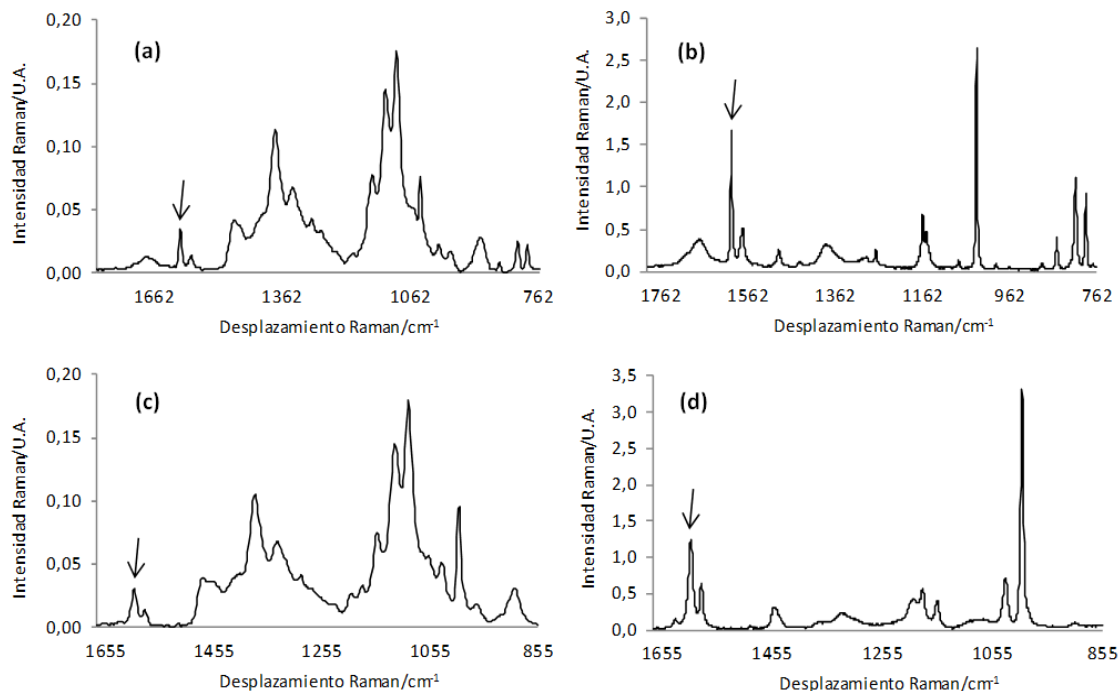 (a)
Intensidad Raman/U.A.
0,20
0,15
0,10
0,05
0,00
1662 1362 1062 762
Desplazamiento Raman/cm-1
(b)
Intensidad Raman/U.A.
3,0
2,5
2,0
1,5
1,0
0,5
0,0
1762 1562 1362 1162 962 762
Desplazamiento Raman/cm-1
(c)
Intensidad Raman/U.A.
0,20
0,15
0,10
0,05
0,00
1655 1455 1255 1055 855
Desplazamiento Raman/cm-1
(d)
Intensidad Raman/U.A.
3,5
3,0
2,5
2,0
1,5
1,0
0,5
0,0
1655 1455 1255 1055 855
Desplazamiento Raman/cm-1